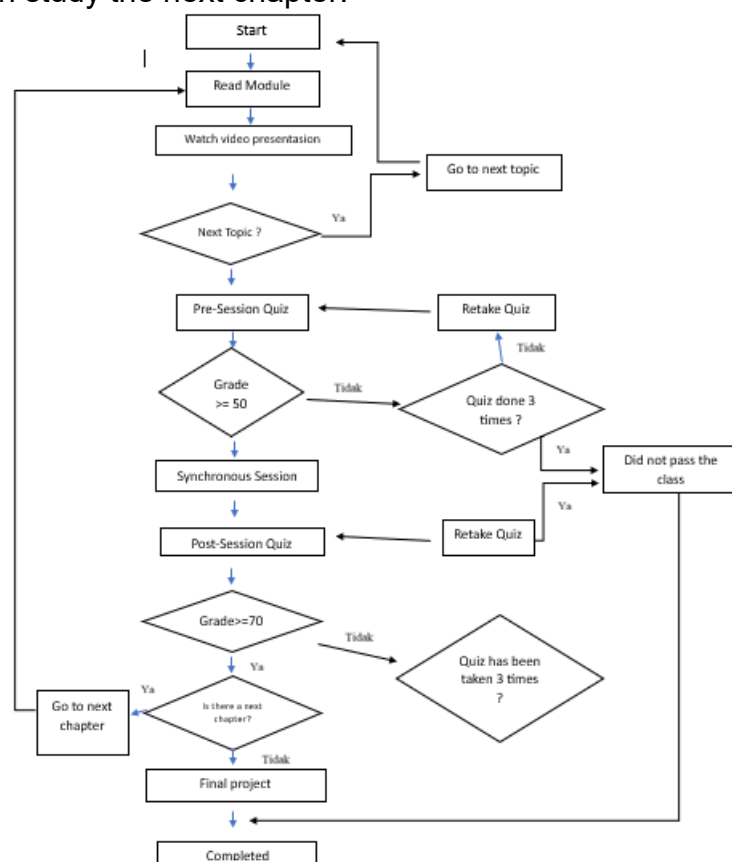 n study the next chapter.
Start
Read Module
Watch video presentasion
Go to next topic
Ya
Next Topic ?
Pre-Session Quiz
Retake Quiz
Tidak
Grade
>= 50
Tidak
Quiz done 3
times ?
Ya
Did not pass the
class
Synchronous Session
Ya
Post-Session Quiz
Retake Quiz
Grade>=70
Tidak
Quiz has been
taken 3 times
?
Ya
Ya
Is there a next
chapter?
Go to next
chapter
Tidak
Final project
Completed